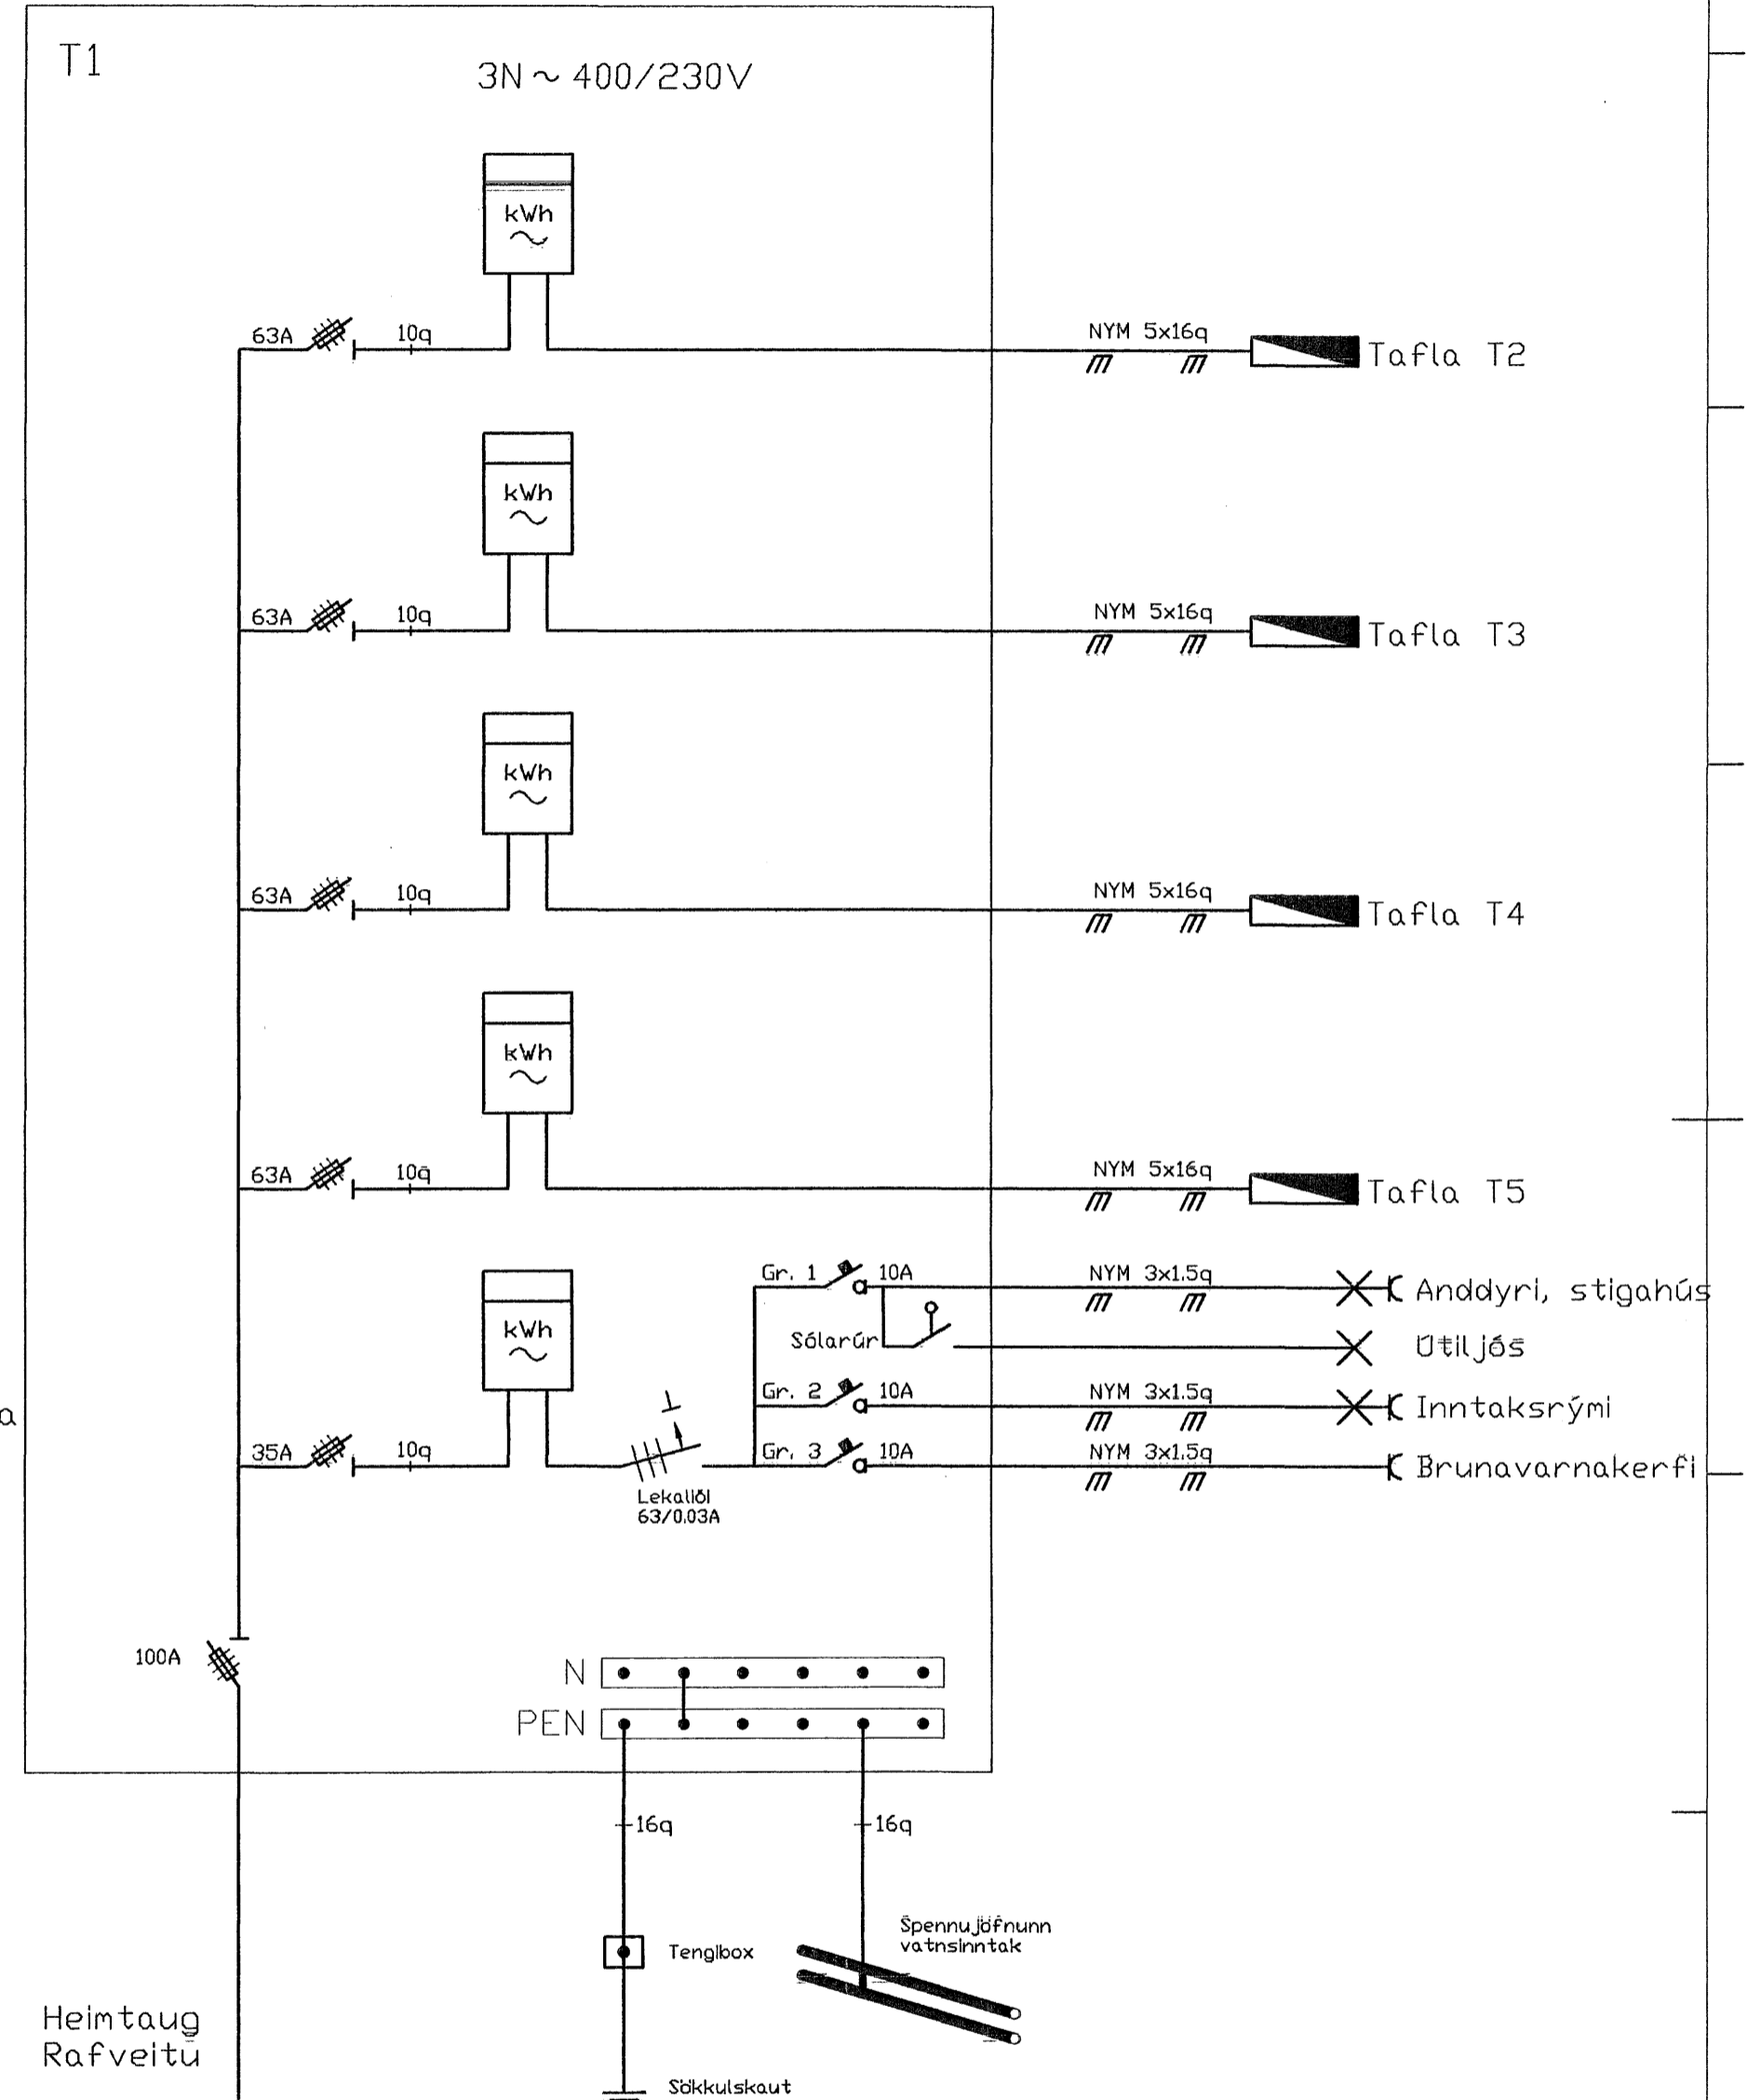 T1
3N ~ 400/230V
kWh
63A
10q
NYM 5x16q
Tafla T2
kWh
63A
10q
NYM 5x16q
Tafla T3
kWh
63A
10q
NYM 5x16q
Tafla T4
kWh
63A
10q
NYM 5x16q
Tafla T5
Gr. 1
10A
NYM 3x1.5q
Anddyri, stigahús
kWh
Sólarúr
Útiljós
Gr. 2
10A
NYM 3x1.5q
Inntaksrými
a
35A
10q
Gr. 3
10A
NYM 3x1.5q
Brunavarnakerfi
Lekaliði
63/0.03A
100A
N
PEN
16q
16q
Spennujöfnunn
vatnsinntak
Tengibox
Heimtaug
Rafveitu
Sökkulskaut